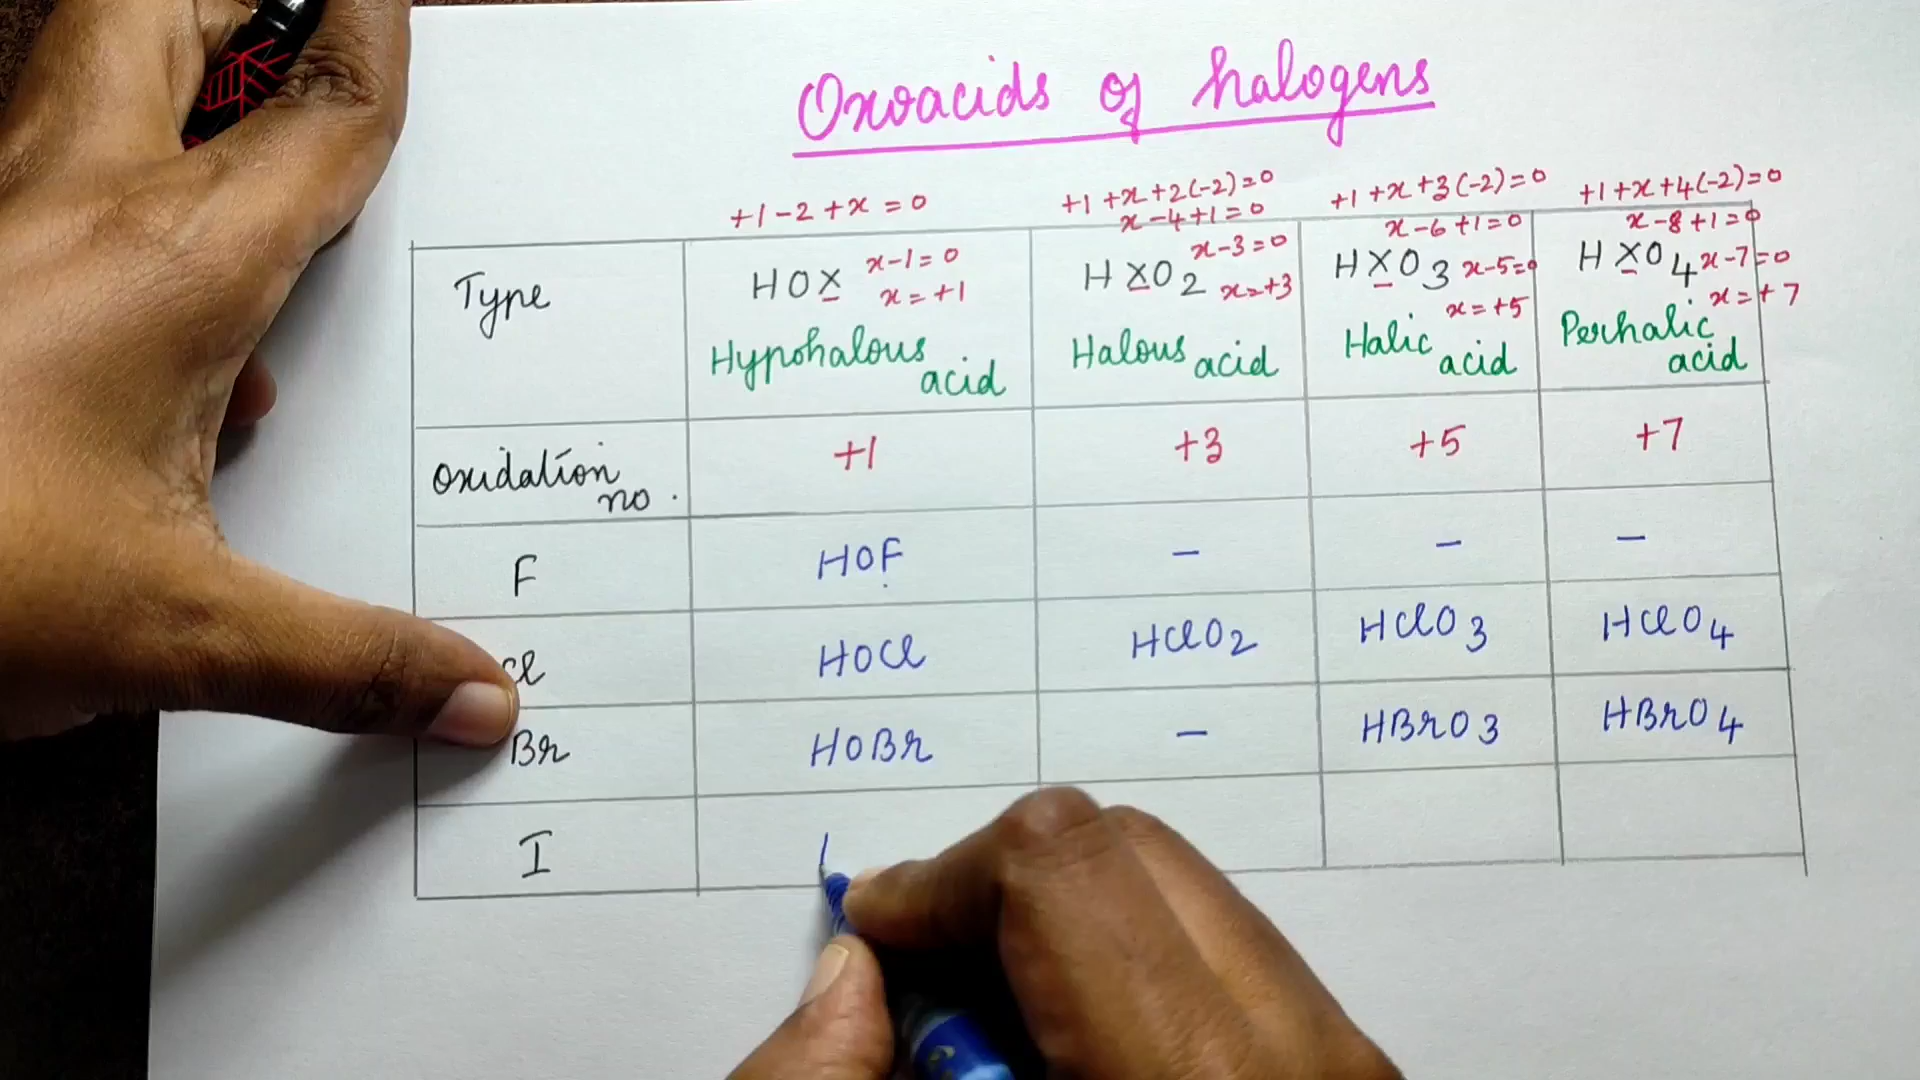 Oxoacids of halogens
+1-2+x=0
+1+x+2(-2)=0
x-4+1=0
+1+x+3(-2)=0
x-6+1=0
+1+x+4(-2)=0
x-8+1=0
Type
HOX
x-1=0
x=+1
Hypohalous acid
HXO2
x-3=0
x=+3
Halous acid
HXO3
x-5=0
x=+5
Halic acid
HXO4
x-7=0
x=+7
Perhalic acid
Oxidation no.
+1
+3
+5
+7
F
HOF
-
-
-
Cl
HOCl
HClO2
HClO3
HClO4
Br
HOBr
-
HBrO3
HBrO4
I